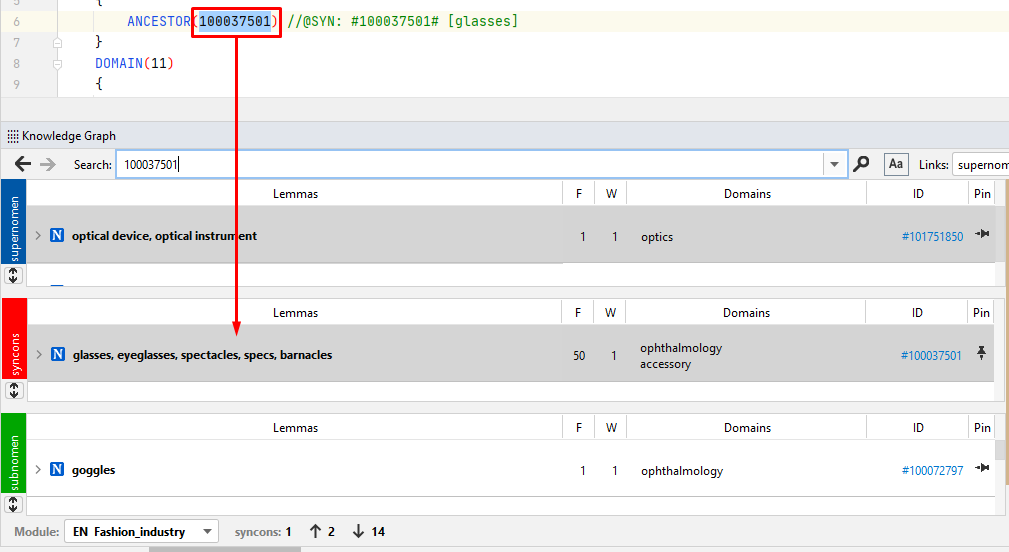 5 {
6 ANCESTOR(100037501) //@SYN: #100037501# [glasses]
7 }
8 DOMAIN(11)
9 {
Knowledge Graph
Search: 100037501 Aa Links: supernom
supernomen
Lemmas F W Domains ID Pin
N optical device, optical instrument 1 1 optics #101751850
syncons
Lemmas F W Domains ID Pin
N glasses, eyeglasses, spectacles, specs, barnacles 50 1 ophthalmology accessory #100037501
subnomen
Lemmas F W Domains ID Pin
N goggles 1 1 ophthalmology #100072797
Module: EN Fashion_industry syncons: 1 2 14